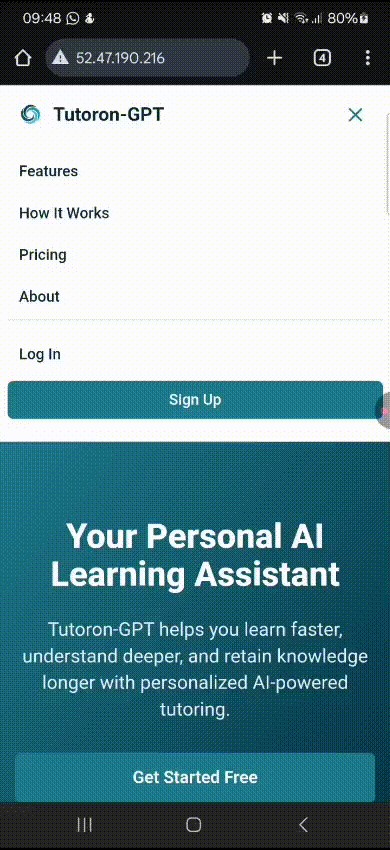 09:48
80%
52.47.190.216
4
Tutoron-GPT
Features
How It Works
Pricing
About
Log In
Sign Up
Your Personal AI
Learning Assistant
Tutoron-GPT helps you learn faster,
understand deeper, and retain knowledge
longer with personalized AI-powered
tutoring.
Get Started Free